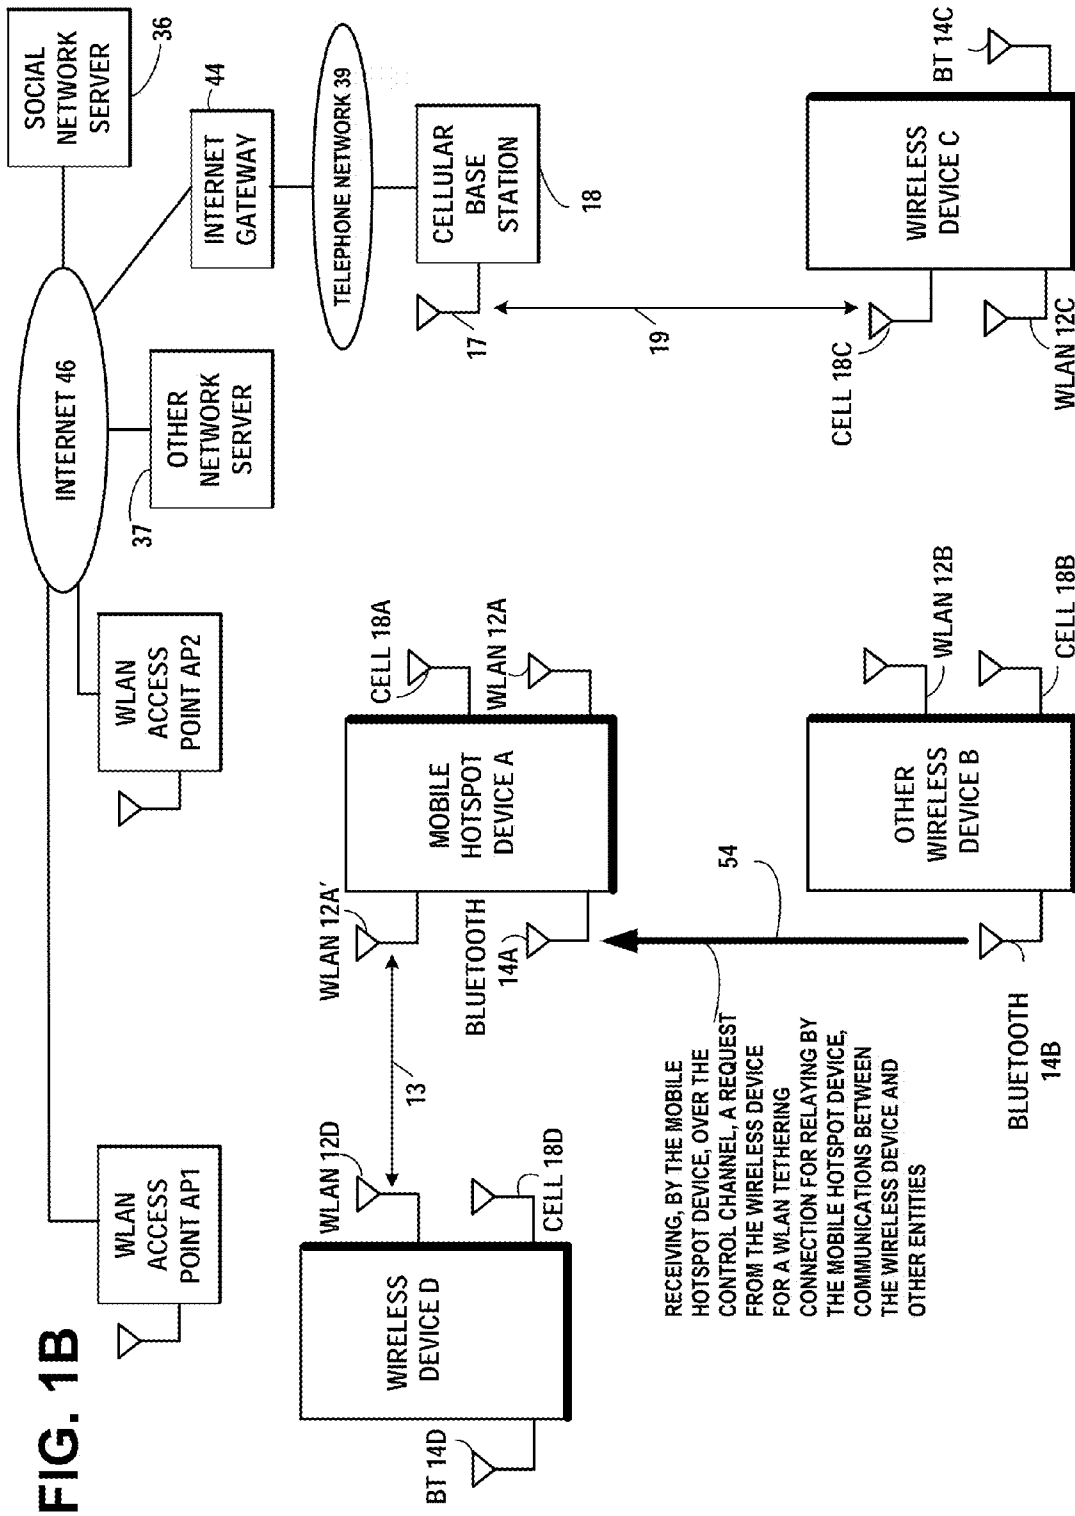 FIG. 1B
WLAN
ACCESS
POINT AP1
WLAN
ACCESS
POINT AP2
INTERNET 46
SOCIAL
NETWORK
SERVER
36
OTHER
NETWORK
SERVER
37
INTERNET
GATEWAY
44
TELEPHONE NETWORK 39
CELLULAR
BASE
STATION
18
17
19
WIRELESS
DEVICE D
BT 14D
WLAN 12D
CELL 18D
13
WLAN 12A'
BLUETOOTH
14A
MOBILE
HOTSPOT
DEVICE A
CELL 18A
WLAN 12A
54
RECEIVING, BY THE MOBILE
HOTSPOT DEVICE, OVER THE
CONTROL CHANNEL, A REQUEST
FROM THE WIRELESS DEVICE
FOR A WLAN TETHERING
CONNECTION FOR RELAYING BY
THE MOBILE HOTSPOT DEVICE,
COMMUNICATIONS BETWEEN
THE WIRELESS DEVICE AND
OTHER ENTITIES
BLUETOOTH
14B
OTHER
WIRELESS
DEVICE B
WLAN 12B
CELL 18B
CELL 18C
WLAN 12C
WIRELESS
DEVICE C
BT 14C